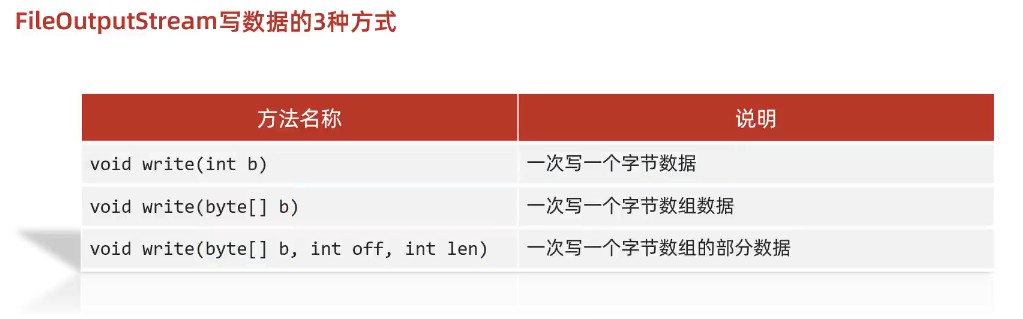 FileOutputStream写数据的3种方式
方法名称 说明
void write(int b) 一次写一个字节数据
void write(byte[] b) 一次写一个字节数组数据
void write(byte[] b, int off, int len) 一次写一个字节数组的部分数据